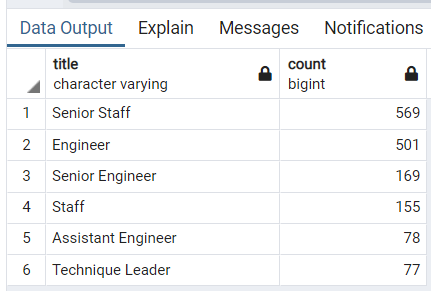 Data Output Explain Messages Notifications
title count
character varying bigint
1 Senior Staff 569
2 Engineer 501
3 Senior Engineer 169
4 Staff 155
5 Assistant Engineer 78
6 Technique Leader 77